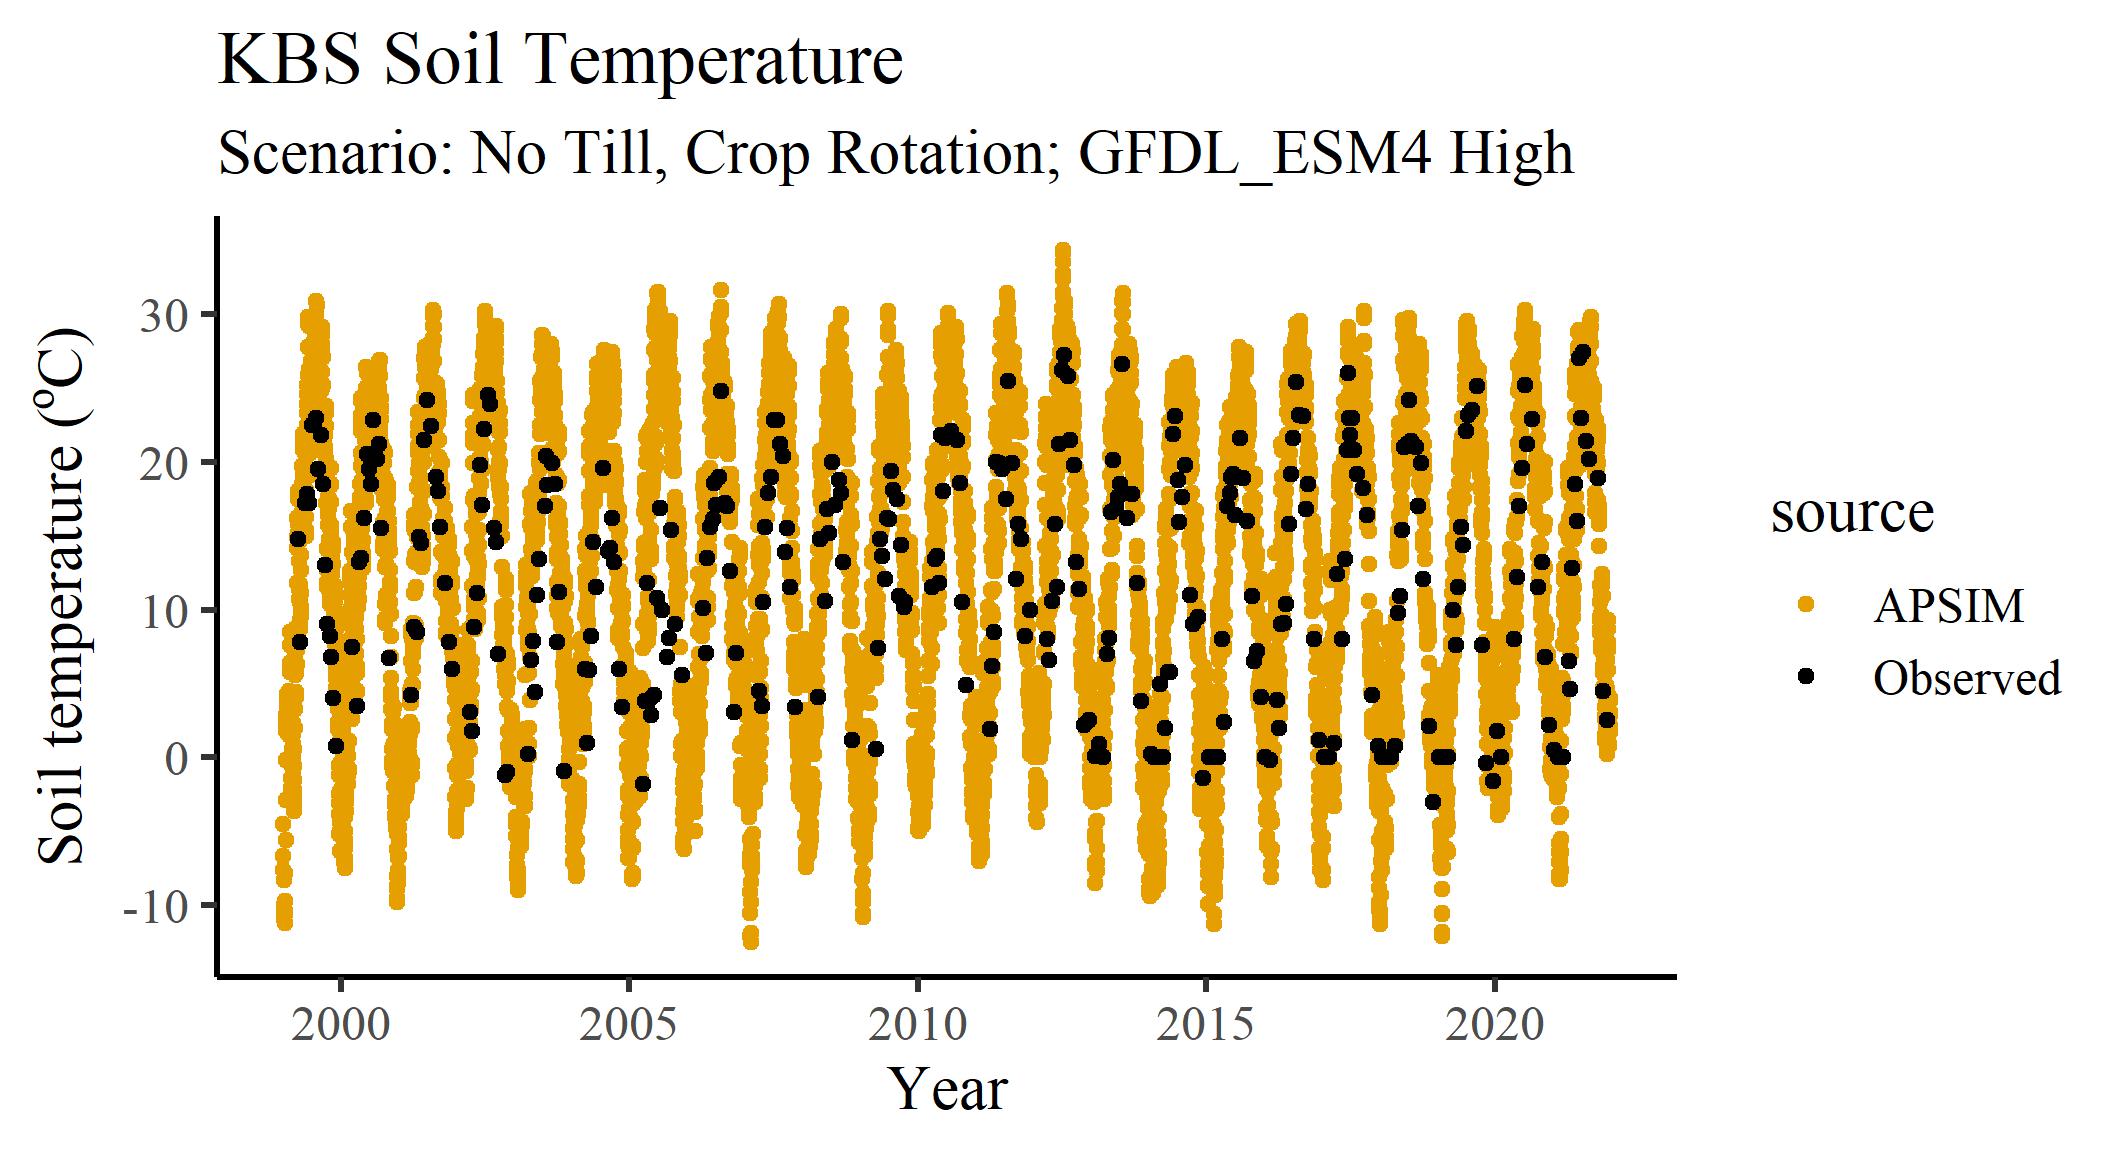 KBS Soil Temperature
Scenario: No Till, Crop Rotation; GFDL_ESM4 High
Soil temperature (ºC)
30
20
10
0
-10
2000 2005 2010 2015 2020
Year
source
APSIM
Observed